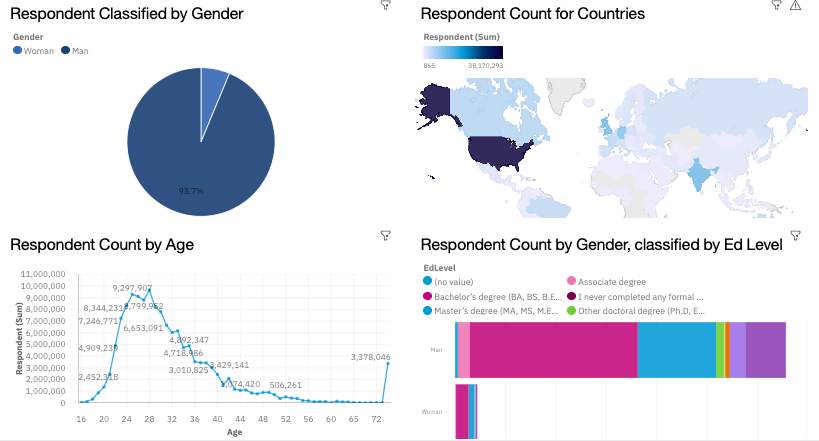 Respondent Classified by Gender
Gender
Woman Man
93.7%
Respondent Count for Countries
Respondent (Sum)
865 38,170,293
Respondent Count by Age
Respondent (Sum)
11,000,000
10,000,000
9,000,000
8,000,000
7,000,000
6,000,000
5,000,000
4,000,000
3,000,000
2,000,000
1,000,000
0
9,297,907
8,344,231
8,799,952
7,246,771
6,653,091
4,909,239
4,892,347
4,718,986
3,429,141
3,378,046
3,010,825
2,452,318
1,074,420
506,261
16 20 24 28 32 36 40 44 48 52 56 60 65 68 72
Age
Respondent Count by Gender, classified by Ed Level
EdLevel
(no value) Associate degree
Bachelor's degree (BA, BS, B.E... I never completed any formal ...
Master's degree (MA, MS, M.E... Other doctoral degree (Ph.D, E...
Man
Woman